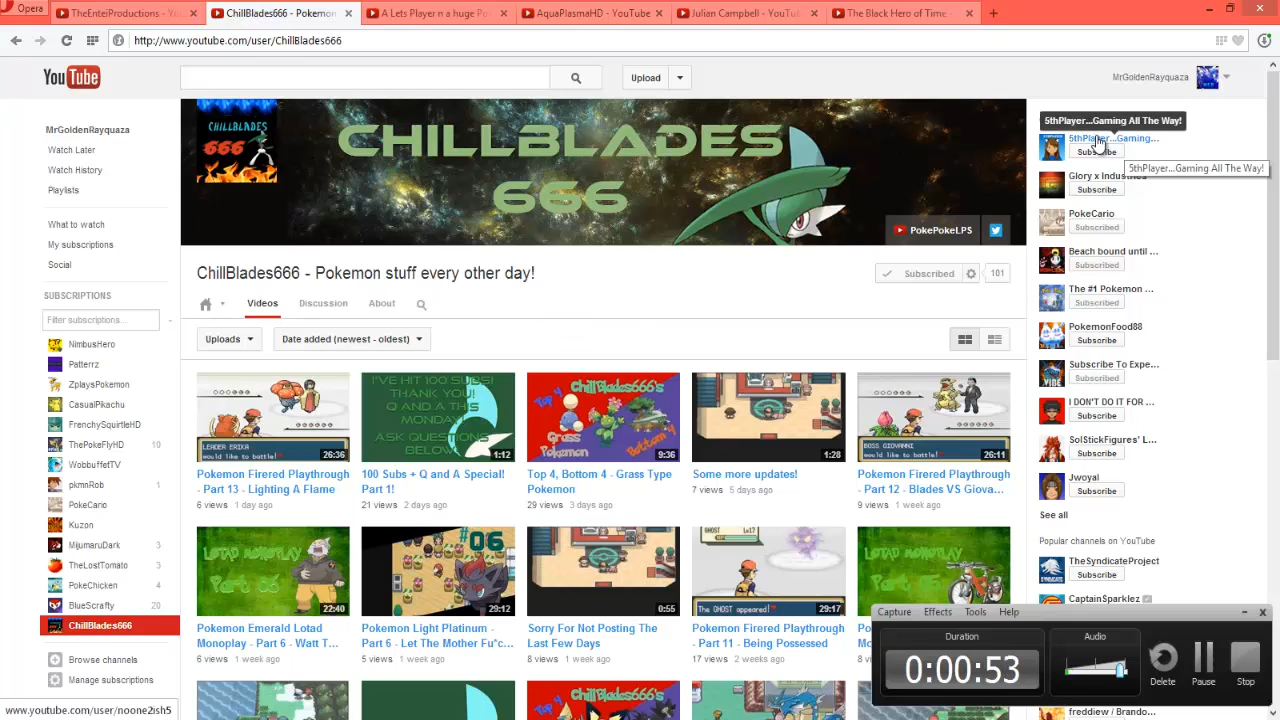 Opera
TheEnteiProductions - YouTube
ChillBlades666 - Pokemon
A Lets Player n a huge Po
AquaPlasmaHD - YouTube
Julian Campbell - YouTube
The Black Hero of Time
http://www.youtube.com/user/ChillBlades666
YouTube
Upload
MrGoldenRayquaza
MrGoldenRayquaza
Watch Later
Watch History
Playlists
What to watch
My subscriptions
Social
SUBSCRIPTIONS
Filter subscriptions...
NimbusHero
Patterrz
ZplaysPokemon
CasualPikachu
FrenchySquirtleHD
ThePokeFlyHD 10
WobbuffetTV
pkmnRob 1
PokeCario
Kuzon
MijumaruDark 3
TheLostTomato 3
PokeChicken 4
BlueScrafty 20
ChillBlades666
Browse channels
Manage subscriptions
www.youtube.com/user/noone2ish5
CHILLBLADES
666
CHILLBLADES
666
PokePokeLPS
ChillBlades666 - Pokemon stuff every other day!
Subscribed 101
Videos Discussion About
Uploads
Date added (newest - oldest)
LEADER ERIKA
would like to battle!
26:36
Pokemon Firered Playthrough
- Part 13 - Lighting A Flame
6 views 1 day ago
I'VE HIT 100 SUBS!
THANK YOU!
Q AND A THIS
MONDAY
ASK QUESTIONS
BELOW
1:12
100 Subs + Q and A Special!
Part 1!
21 views 2 days ago
ChillBlades666's
Top 4
Grass
Pokemon
Bottom 4
9:36
Top 4, Bottom 4 - Grass Type
Pokemon
29 views 3 days ago
1:28
Some more updates!
7 views 5 days ago
BOSS GIOVANNI
would like to battle!
26:11
Pokemon Firered Playthrough
- Part 12 - Blades VS Giova...
9 views 1 week ago
LOTAD MONOPLAY
22:40
Pokemon Emerald Lotad
Monoplay - Part 6 - Watt T...
6 views 1 week ago
#06
29:12
Pokemon Light Platinum -
Part 6 - Let The Mother Fu*c...
5 views 1 week ago
0:55
Sorry For Not Posting The
Last Few Days
8 views 1 week ago
GHOST Lv17
The GHOST appeared!
29:17
Pokemon Firered Playthrough
- Part 11 - Being Possessed
17 views 2 weeks ago
LOTAD MONOPLAY
ChillBlades666's
5thPlayer...Gaming All The Way!
5thPlayer...Gaming...
Subscribe
5thPlayer...Gaming All The Way!
Glory x Industries
Subscribe
PokeCario
Subscribed
Beach bound until ...
Subscribed
The #1 Pokemon ...
Subscribed
PokemonFood88
Subscribe
Subscribe To Expe...
Subscribed
I DON'T DO IT FOR ...
Subscribe
SolStickFigures' L...
Subscribe
Jwoyal
Subscribe
See all
Popular channels on YouTube
TheSyndicateProject
Subscribe
CaptainSparklez
freddiew / Brando...
Capture Effects Tools Help
Duration
0:00:53
Audio
Delete Pause Stop